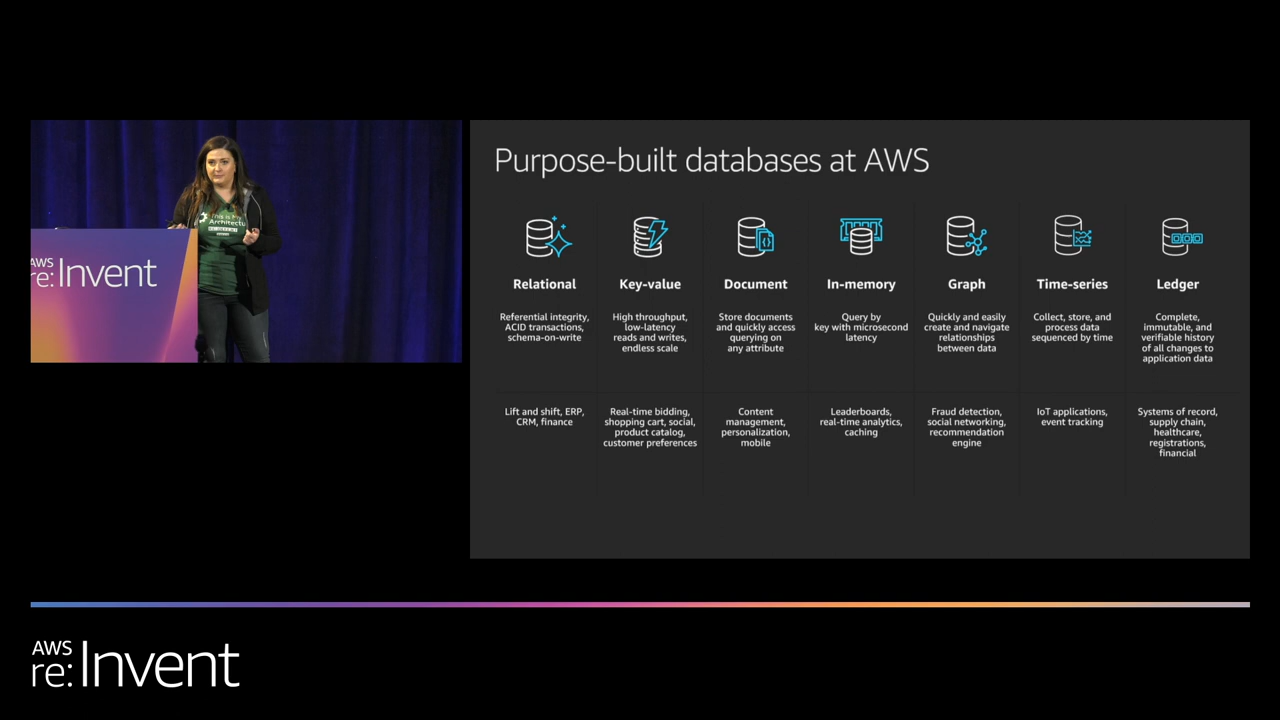 This is My
Architecture
AWS
re:Invent
Purpose-built databases at AWS
Relational
Referential integrity,
ACID transactions,
schema-on-write
Lift and shift, ERP,
CRM, finance
Key-value
High throughput,
low-latency
reads and writes,
endless scale
Real-time bidding,
shopping cart, social,
product catalog,
customer preferences
Document
Store documents
and quickly access
querying on
any attribute
Content
management,
personalization,
mobile
In-memory
Query by
key with microsecond
latency
Leaderboards,
real-time analytics,
caching
Graph
Quickly and easily
create and navigate
relationships
between data
Fraud detection,
social networking,
recommendation
engine
Time-series
Collect, store, and
process data
sequenced by time
IoT applications,
event tracking
Ledger
Complete,
immutable, and
verifiable history
of all changes to
application data
Systems of record,
supply chain,
healthcare,
registrations,
financial
AWS
re:Invent